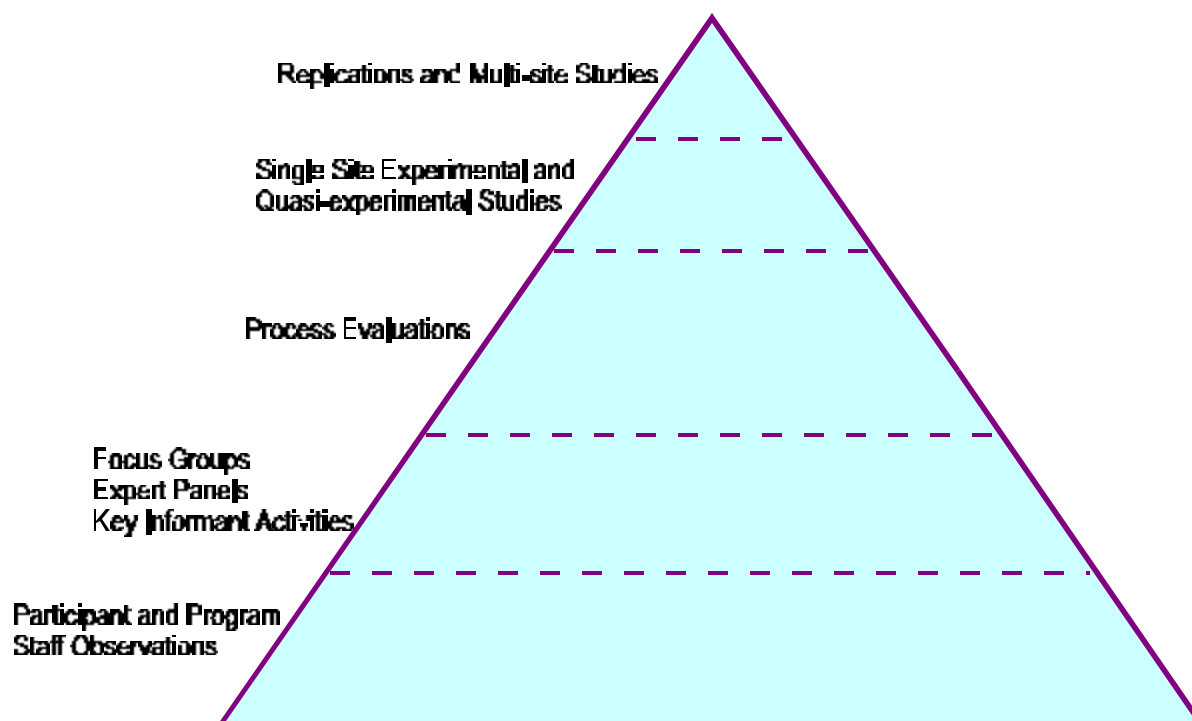 Replications and Multi-site Studies
Single Site Experimental and
Quasi-experimental Studies
Process Evaluations
Focus Groups
Expert Panels
Key Informant Activities
Participant and Program
Staff Observations